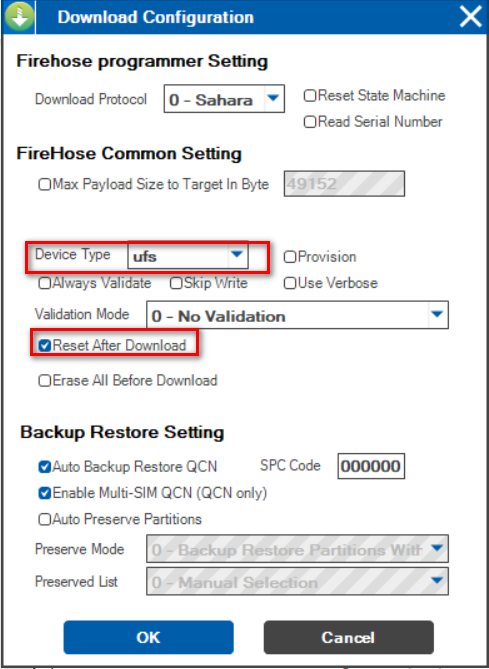 Download Configuration
Firehose programmer Setting
Download Protocol 0 - Sahara Reset State Machine
Read Serial Number
FireHose Common Setting
Max Payload Size to Target In Byte 49152
Device Type ufs Provision
Always Validate Skip Write Use Verbose
Validation Mode 0 - No Validation
Reset After Download
Erase All Before Download
Backup Restore Setting
Auto Backup Restore QCN SPC Code 000000
Enable Multi-SIM QCN (QCN only)
Auto Preserve Partitions
Preserve Mode 0 - Backup Restore Partitions With
Preserved List 0 - Manual Selection
OK Cancel